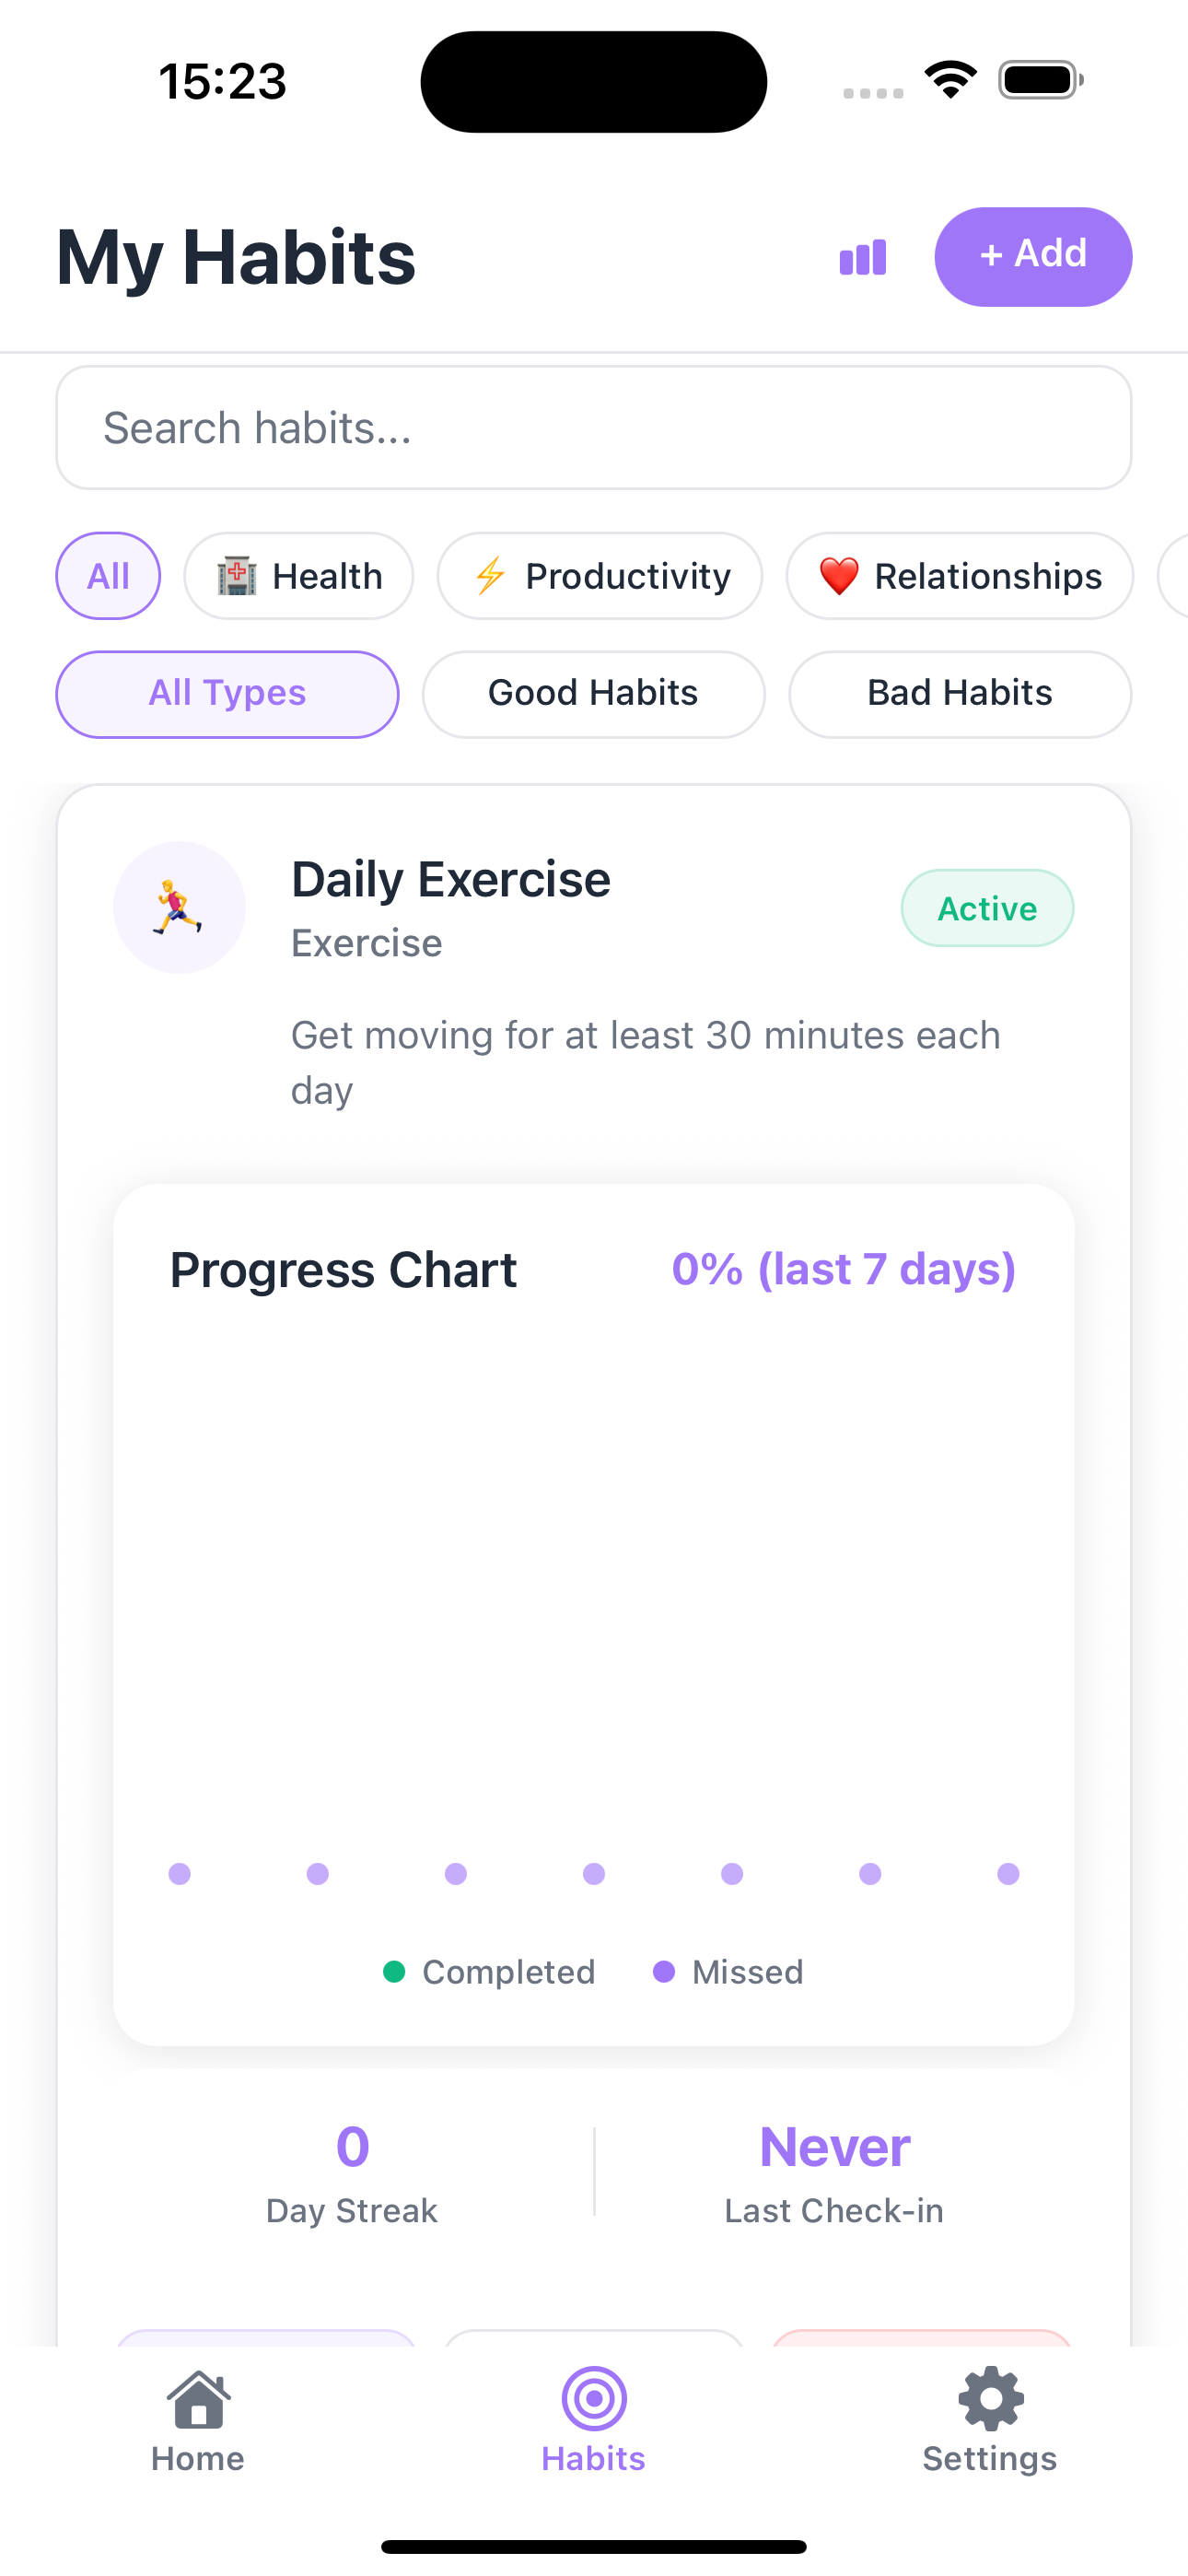 15:23
My Habits
+ Add
Search habits...
All
Health
Productivity
Relationships
All Types
Good Habits
Bad Habits
Daily Exercise
Active
Exercise
Get moving for at least 30 minutes each
day
Progress Chart
0% (last 7 days)
Completed
Missed
0
Never
Day Streak
Last Check-in
Home
Habits
Settings